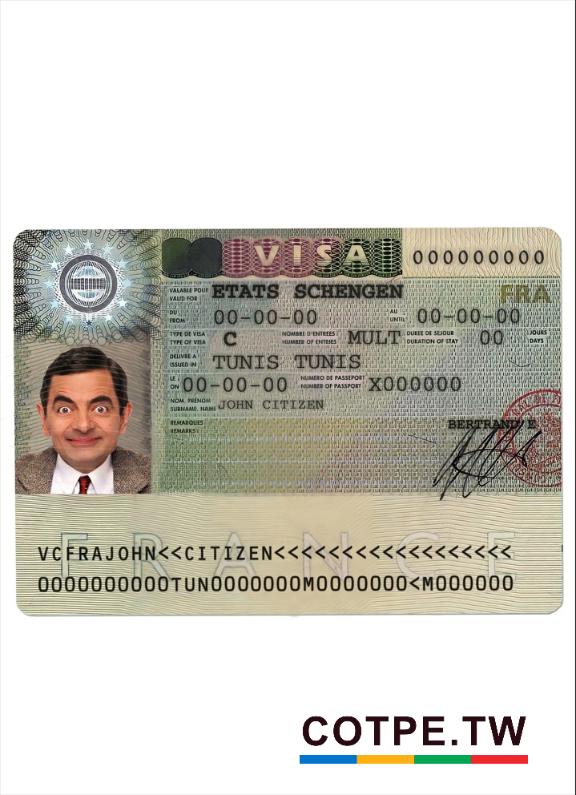 VISA 000000000
VALABLE POUR
VALID FOR ETATS SCHENGEN FRA
DU
FROM 00-00-00 AU
UNTIL 00-00-00
TYPE DE VISA
TYPE OF VISA C NOMBRE D'ENTREES
NUMBER OF ENTRIES MULT DUREE DE SEJOUR
DURATION OF STAY 00 JOURS
DAYS
DELIVRE A
ISSUED IN TUNIS TUNIS
LE
ON 00-00-00 NUMERO DE PASSEPORT
NUMBER OF PASSPORT X000000
NOM, PRENOM
SURNAME, NAME JOHN CITIZEN
REMARQUES
REMARKS
BERTRAND E
FRANCE
VCFRAJOHN<<CITIZEN<<<<<<<<<<<<<<<<<<
0000000000TUN0000000M0000000<M000000
COTPE.TW